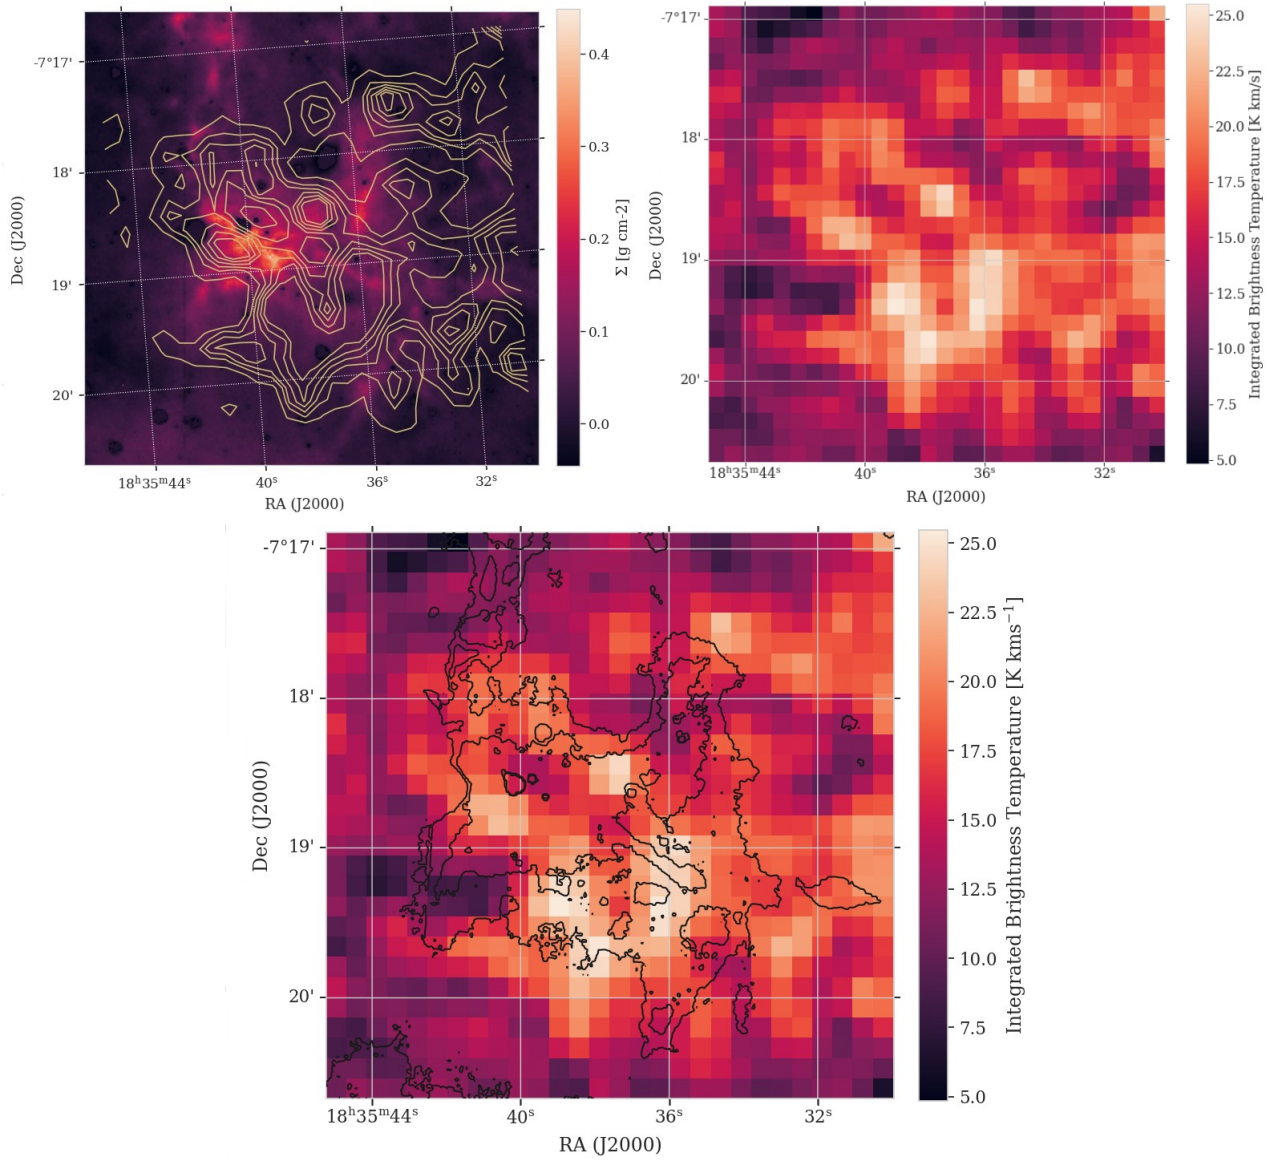 -7°17'
18'
19'
20'
Dec (J2000)
18ʰ35ᵐ44ˢ
40ˢ
36ˢ
32ˢ
RA (J2000)
0.4
0.3
0.2
0.1
0.0
Σ [g cm-2]
-7°17'
18'
19'
20'
Dec (J2000)
18ʰ35ᵐ44ˢ
40ˢ
36ˢ
32ˢ
RA (J2000)
25.0
22.5
20.0
17.5
15.0
12.5
10.0
7.5
5.0
Integrated Brightness Temperature [K km/s]
-7°17'
18'
19'
20'
Dec (J2000)
18ʰ35ᵐ44ˢ
40ˢ
36ˢ
32ˢ
RA (J2000)
25.0
22.5
20.0
17.5
15.0
12.5
10.0
7.5
5.0
Integrated Brightness Temperature [K kms⁻¹]